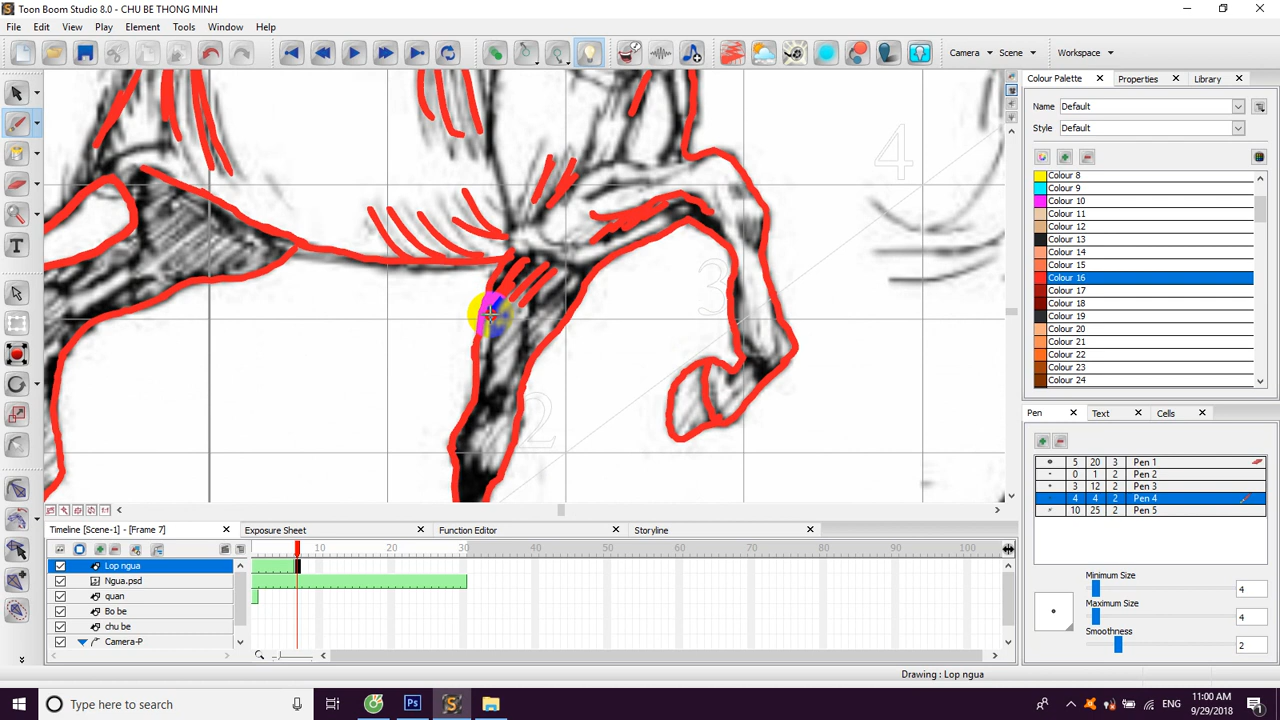 Toon Boom Studio 8.0 - CHU BE THONG MINH
File Edit View Play Element Tools Window Help
Camera Scene Workspace
Colour Palette Properties Library
Name Default
Style Default
Colour 8
Colour 9
Colour 10
Colour 11
Colour 12
Colour 13
Colour 14
Colour 15
Colour 16
Colour 17
Colour 18
Colour 19
Colour 20
Colour 21
Colour 22
Colour 23
Colour 24
4
3
2
T
Pen Text Cells
5 20 3 Pen 1
0 1 2 Pen 2
3 12 2 Pen 3
4 4 2 Pen 4
10 25 2 Pen 5
Minimum Size
4
Maximum Size
4
Smoothness
2
Timeline [Scene-1] - [Frame 7] Exposure Sheet Function Editor Storyline
10 20 30 40 50 60 70 80 90 100
Lop ngua
Ngua.psd
quan
Bo be
chu be
Camera-P
Drawing : Lop ngua
Type here to search
Ps
S
ENG
11:00 AM
9/29/2018
1